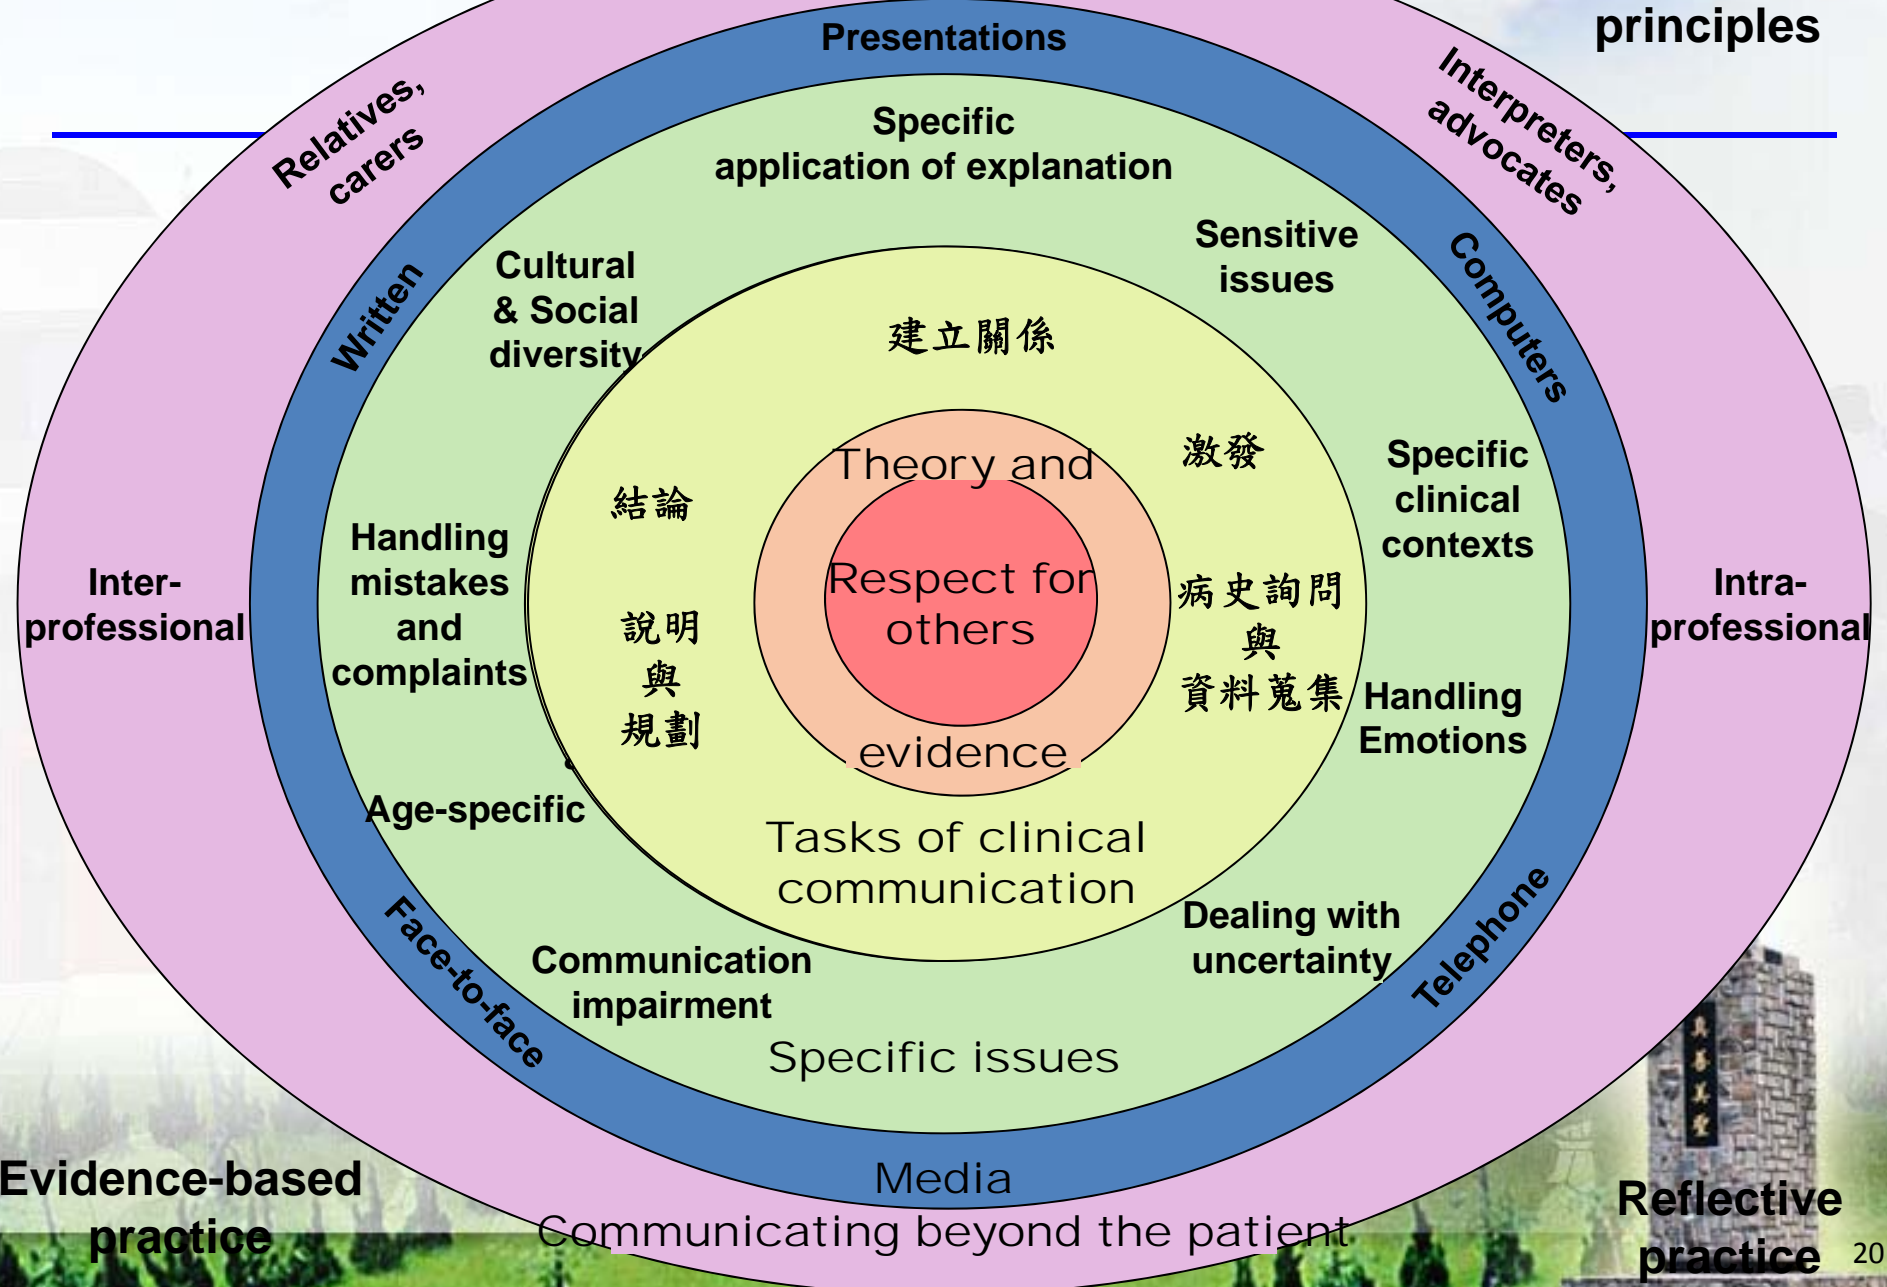 principles
Presentations
Relatives,
carers
Interpreters,
advocates
Specific
application of explanation
Sensitive
issues
Cultural
& Social
diversity
Written
Computers
建立關係
激發
Theory and
結論
Specific
clinical
contexts
Handling
mistakes
and
complaints
Inter-
professional
Respect for
others
病史詢問
與
資料蒐集
Intra-
professional
說明
與
規劃
Handling
Emotions
evidence
Age-specific
Tasks of clinical
communication
Dealing with
uncertainty
Telephone
Face-to-face
Communication
impairment
Specific issues
真善美聖
Media
Evidence-based
practice
Communicating beyond the patient
Reflective
practice
20